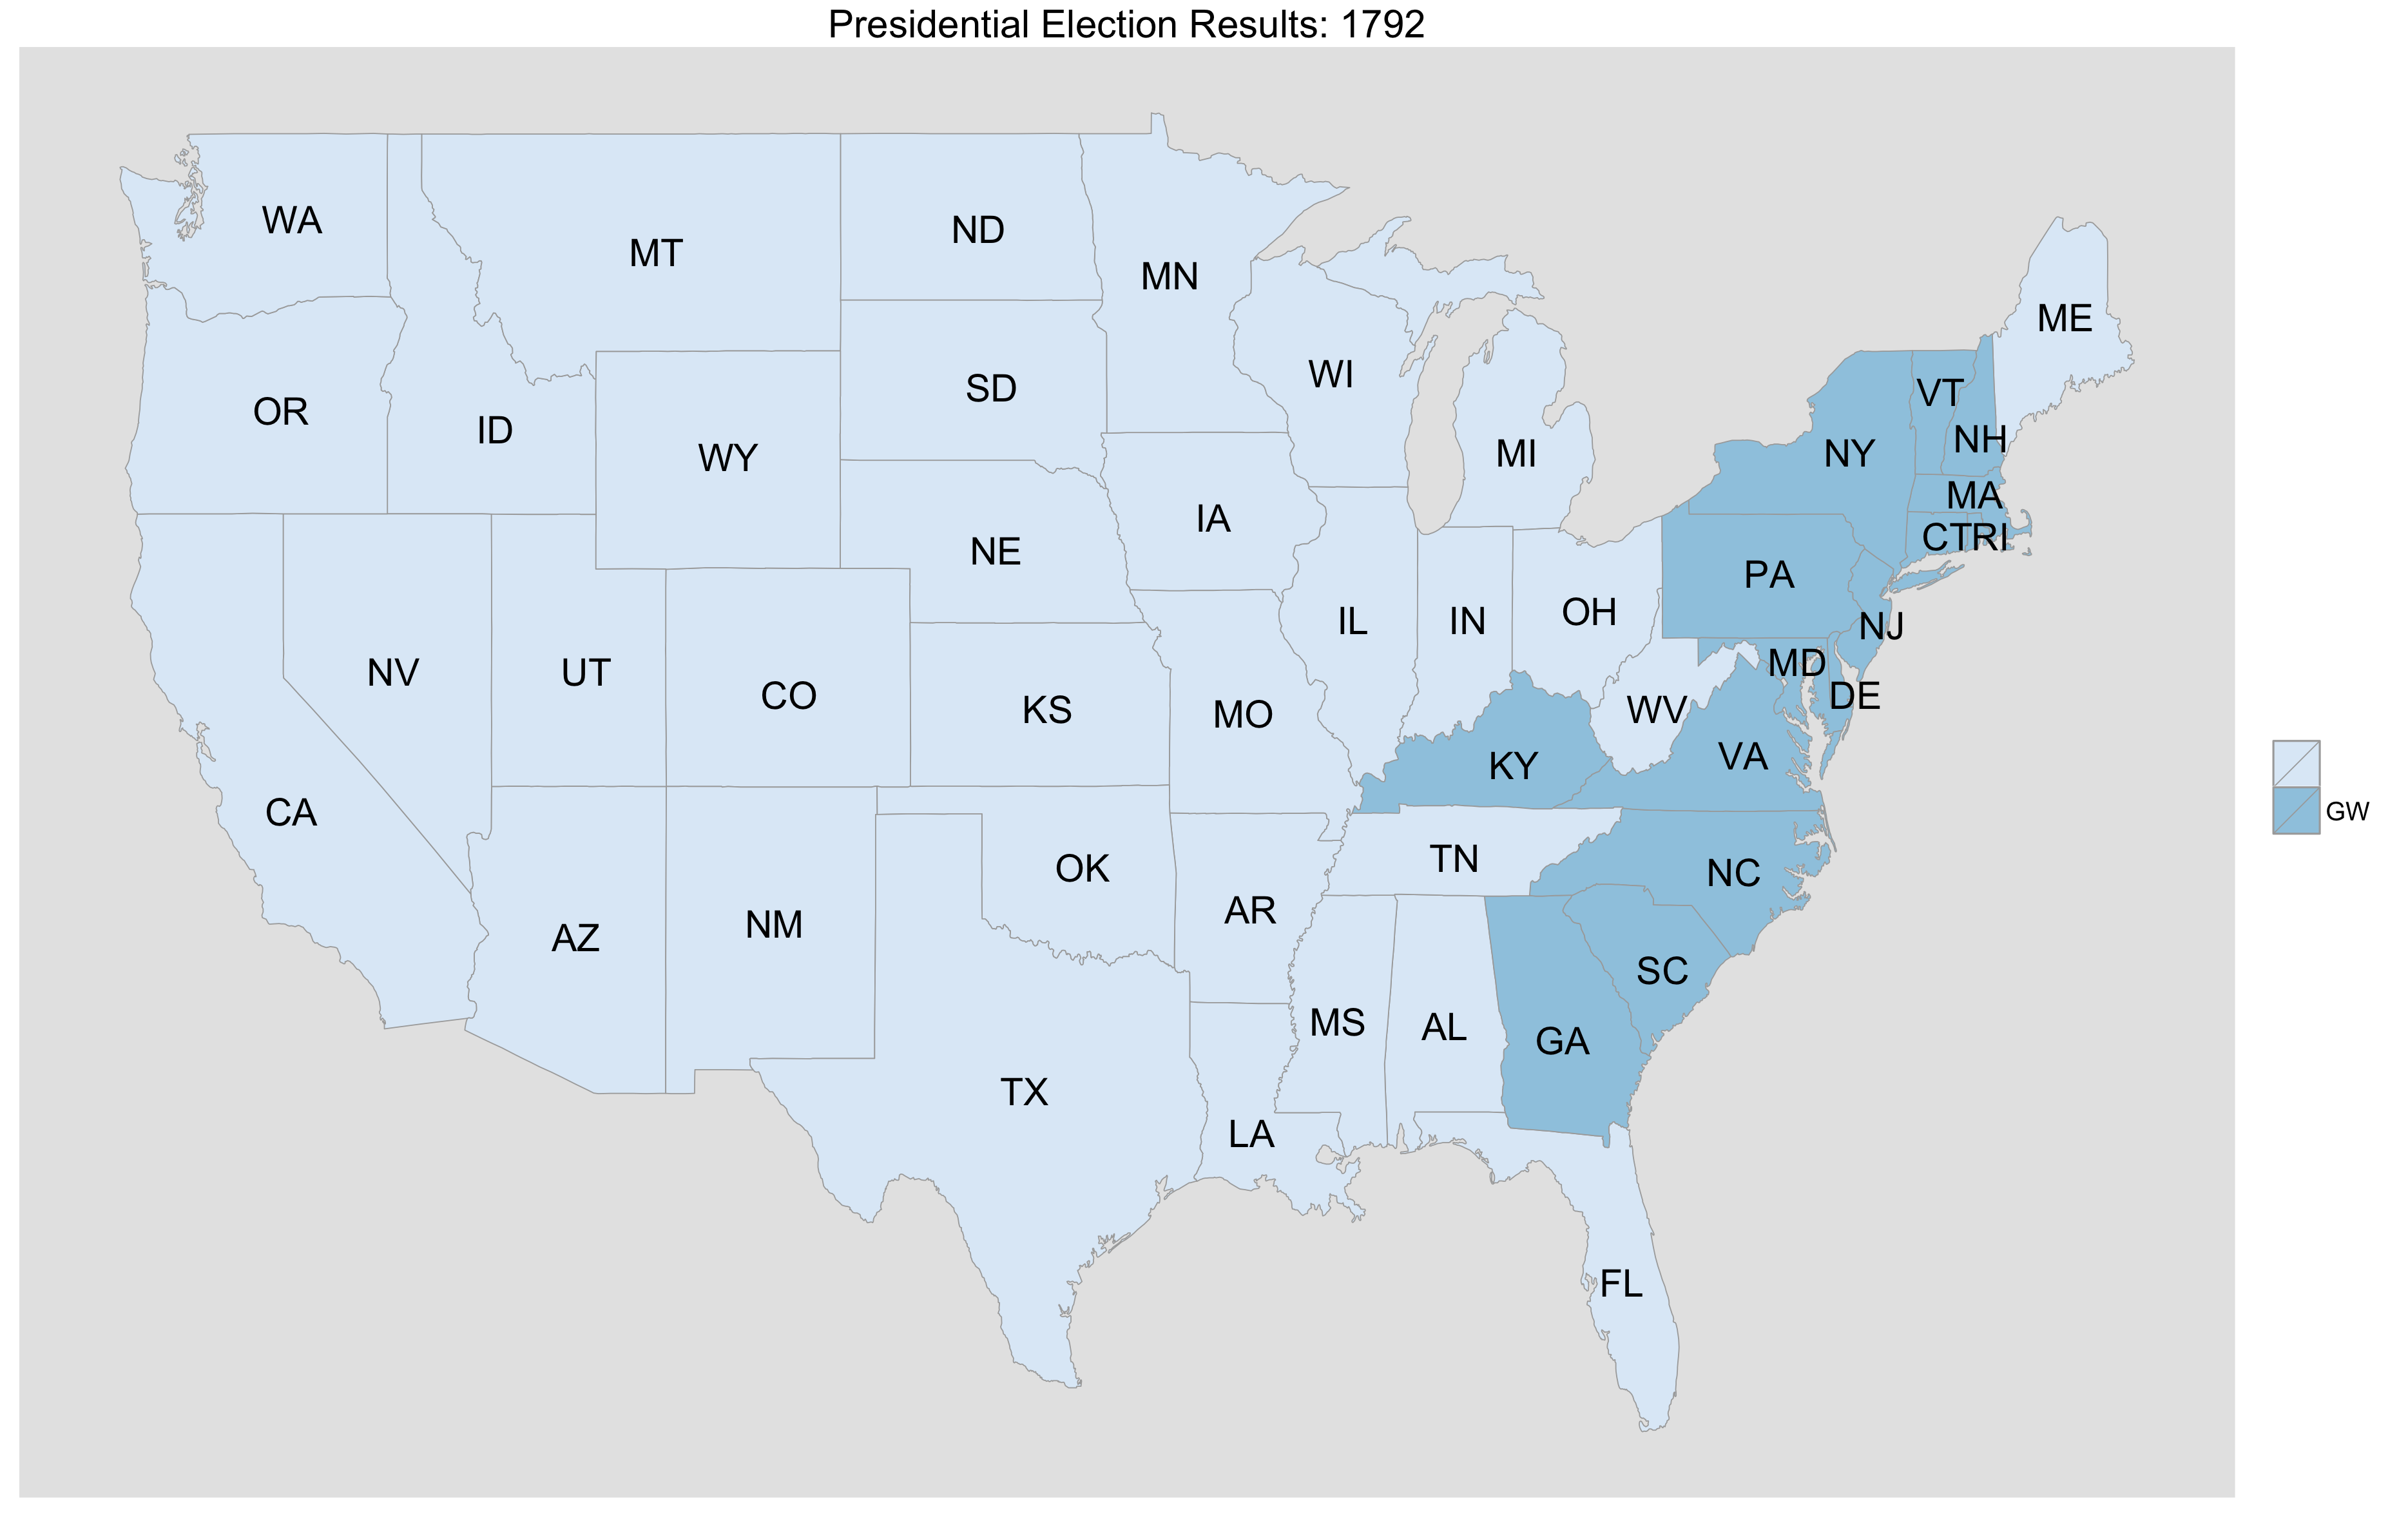 Presidential Election Results: 1792
WA
MT
ND
MN
ME
OR
ID
SD
WI
VT
WY
MI
NY
NH
IA
MA
NE
CT
RI
PA
NV
UT
CO
KS
MO
IL
IN
OH
NJ
MD
DE
WV
VA
KY
CA
GW
AZ
NM
OK
AR
TN
NC
SC
MS
AL
GA
TX
LA
FL